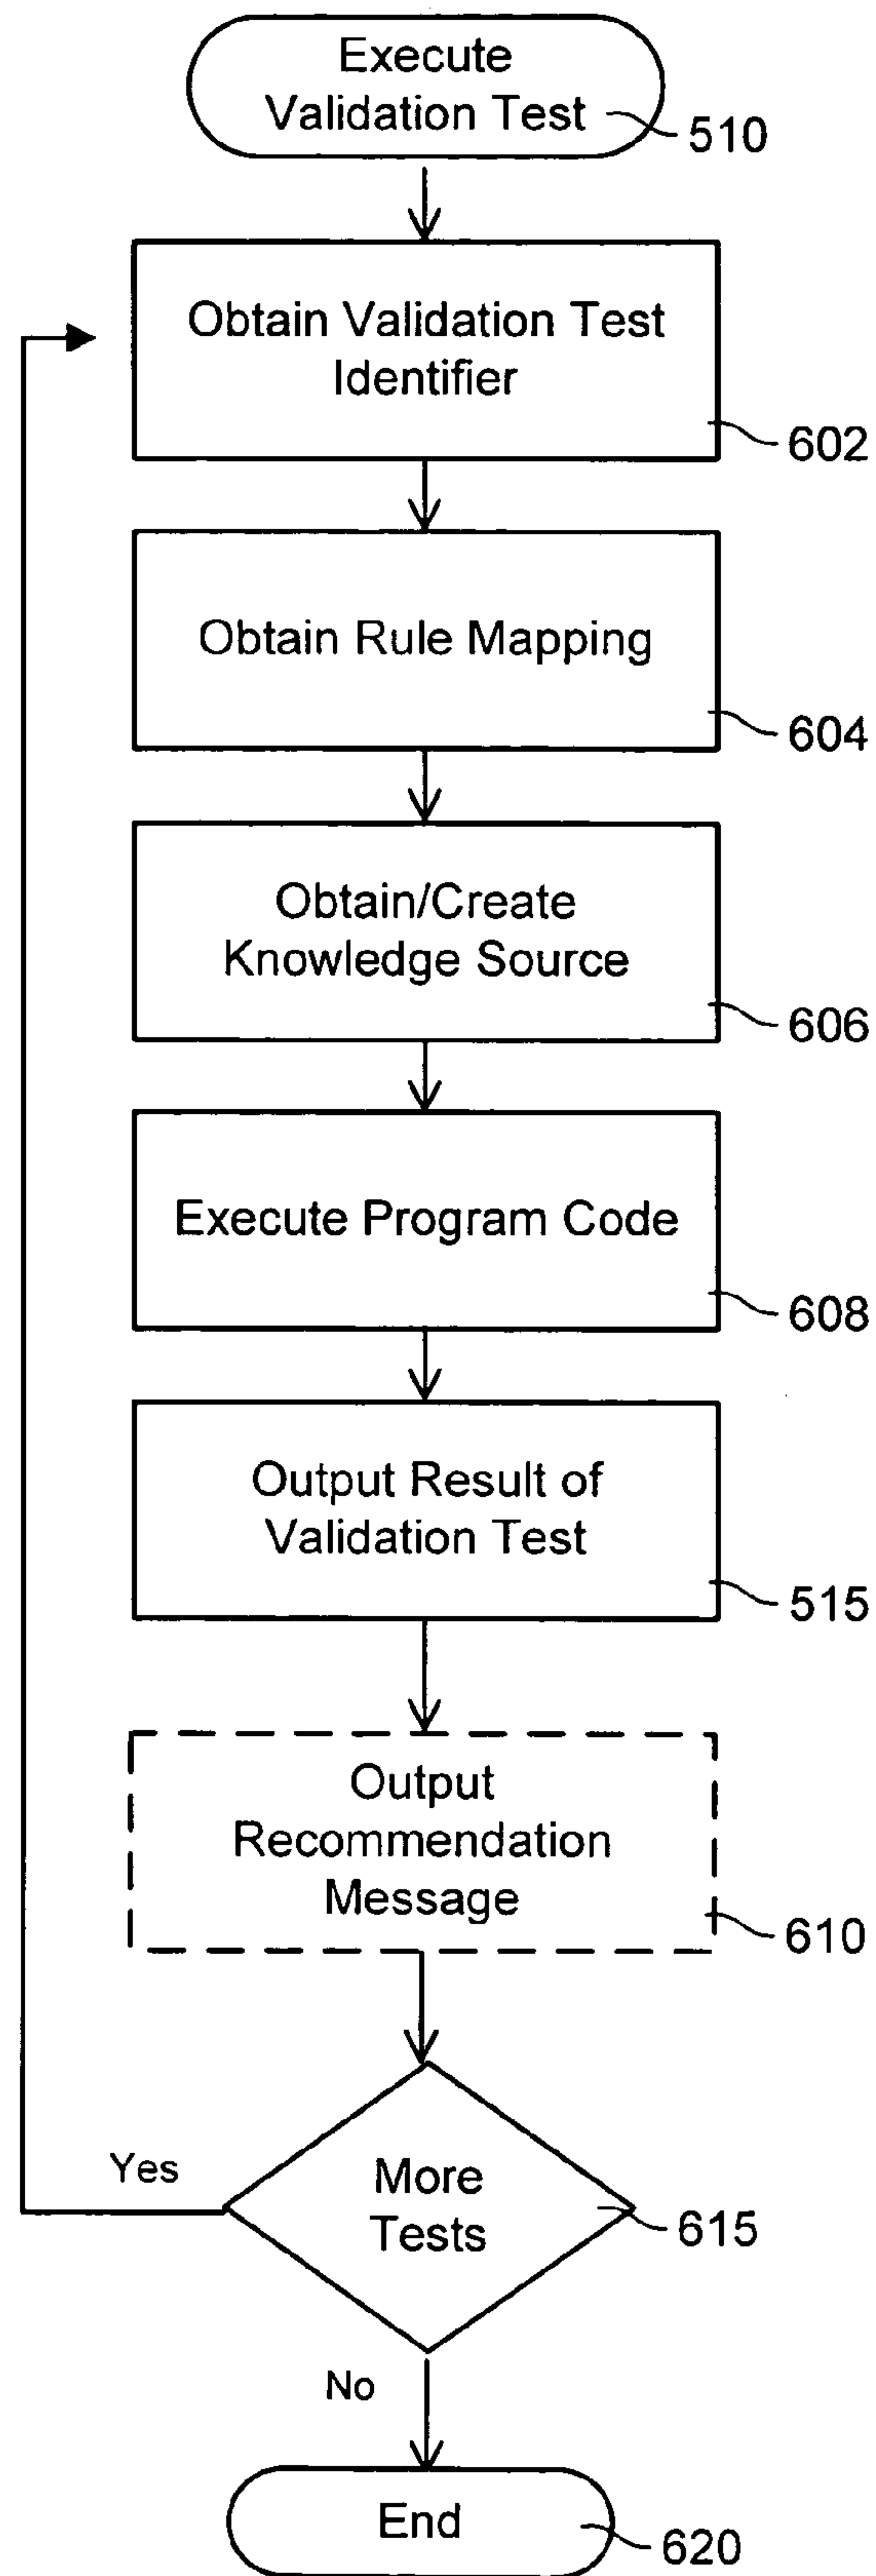 Execute
Validation Test
510
Obtain Validation Test
Identifier
602
Obtain Rule Mapping
604
Obtain/Create
Knowledge Source
606
Execute Program Code
608
Output Result of
Validation Test
515
Output
Recommendation
Message
610
Yes
More
Tests
615
No
End
620